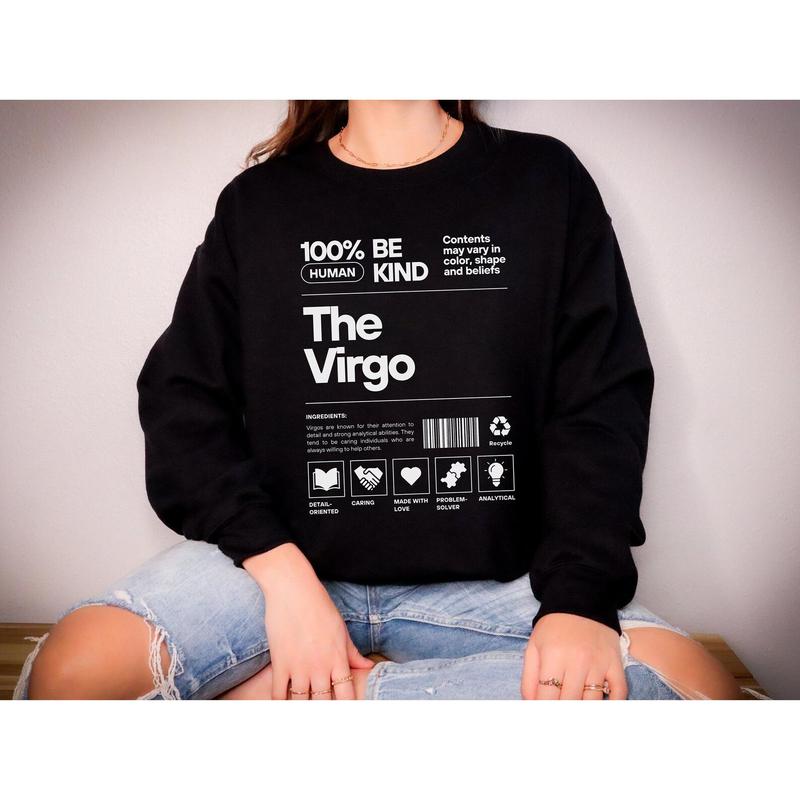 100% BE
HUMAN KIND
Contents
may vary in
color, shape
and beliefs
The
Virgo
INGREDIENTS:
Virgos are known for their attention to
detail and strong analytical abilities. They
tend to be caring individuals who are
always willing to help others.
Recycle
DETAIL-
ORIENTED
CARING
MADE WITH
LOVE
PROBLEM-
SOLVER
ANALYTICAL